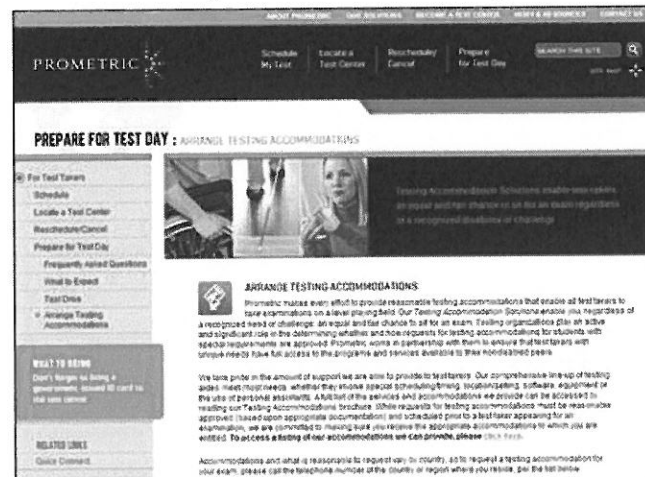 ABOUT PROMETRIC OUR SOLUTIONS BECOME A TEST CENTER NEWS & RESOURCES CONTACT US
PROMETRIC
Schedule My Test
Locate a Test Center
Reschedule/ Cancel
Prepare for Test Day
SEARCH THIS SITE
SITE MAP
PREPARE FOR TEST DAY : ARRANGE TESTING ACCOMMODATIONS
For Test Takers
Schedule
Locate a Test Center
Reschedule/Cancel
Prepare for Test Day
Frequently Asked Questions
What to Expect
Test Drive
Arrange Testing
Accommodations
WHAT TO BRING
Don't forget to bring a
government issued ID card to
the test center
RELATED LINKS
Quick Connect
Testing Accommodation Solutions enable test takers
an equal and fair chance to sit for an exam regardless
of a recognized disability or challenge
ARRANGE TESTING ACCOMMODATIONS
Prometric makes every effort to provide reasonable testing accommodations that enable all test takers to
take examinations on a level playing field. Our Testing Accommodation Solutions enable you, regardless of
a recognized need or challenge, an equal and fair chance to sit for an exam. Testing organizations play an active
and significant role in the determining whether and how requests for testing accommodations for students with
special requirements are approved. Prometric works in partnership with them to ensure that test takers with
unique needs have full access to the programs and services available to their nondisabled peers.
We take pride in the amount of support we are able to provide to test takers. Our comprehensive line-up of testing
aides meet most needs, whether they involve special scheduling/timing, location/setting, software, equipment or
the use of personal assistants. A full list of the services and accommodations we provide can be accessed by
reading our Testing Accommodations brochure. While requests for testing accommodations must be reasonable
approved (based upon appropriate documentation) and scheduled prior to a test taker appearing for an
examination, we are committed to making sure you receive the appropriate accommodations to which you are
entitled. To access a listing of our accommodations we can provide, please click here.
Accommodations and what is reasonable to request vary by country, so to request a testing accommodation for
your exam, please call the telephone number of the country or region where you reside, per the list below